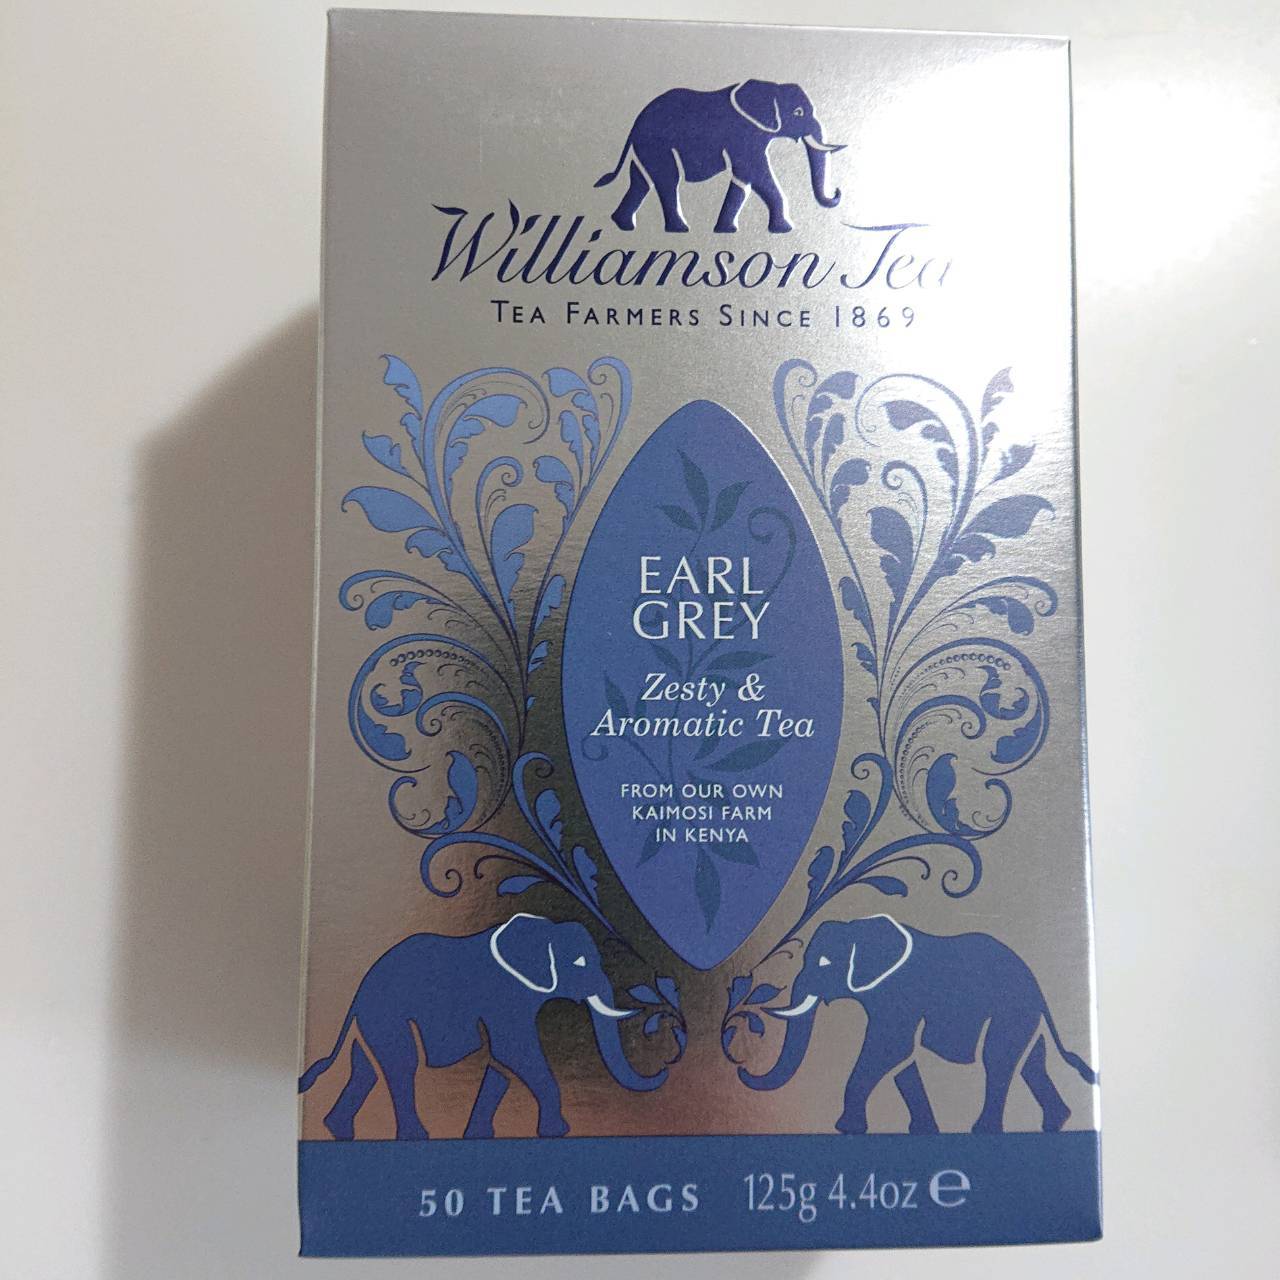 Williamson Tea
TEA FARMERS SINCE 1869
EARL
GREY
Zesty &
Aromatic Tea
FROM OUR OWN
KAIMOSI FARM
IN KENYA
50 TEA BAGS 125g 4.4oz ℮